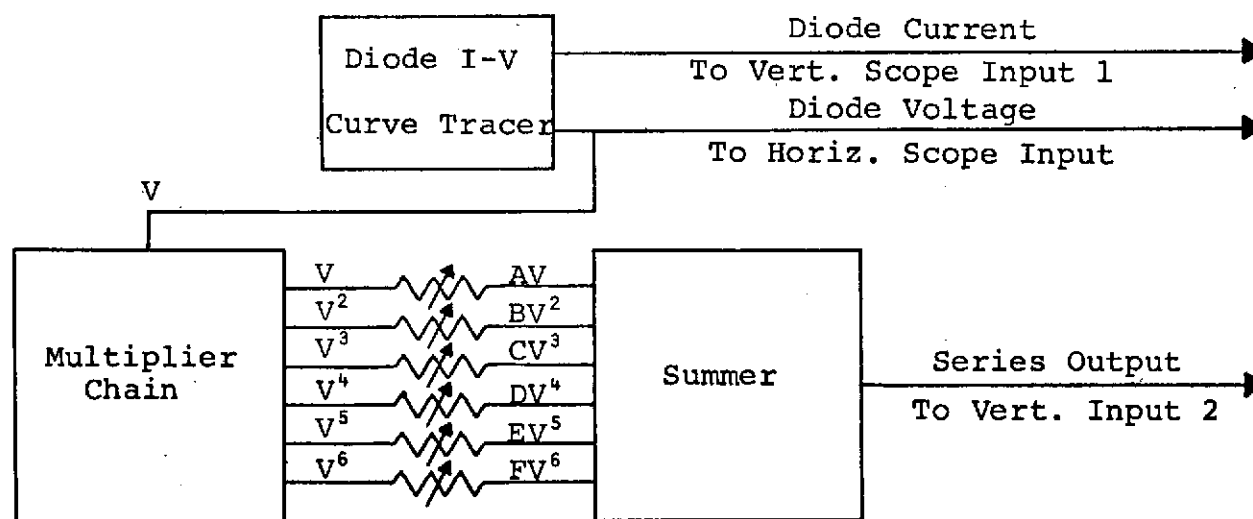 Diode I-V
Curve Tracer
Diode Current
To Vert. Scope Input 1
Diode Voltage
To Horiz. Scope Input
V
Multiplier
Chain
V
V²
V³
V⁴
V⁵
V⁶
AV
BV²
CV³
DV⁴
EV⁵
FV⁶
Summer
Series Output
To Vert. Input 2